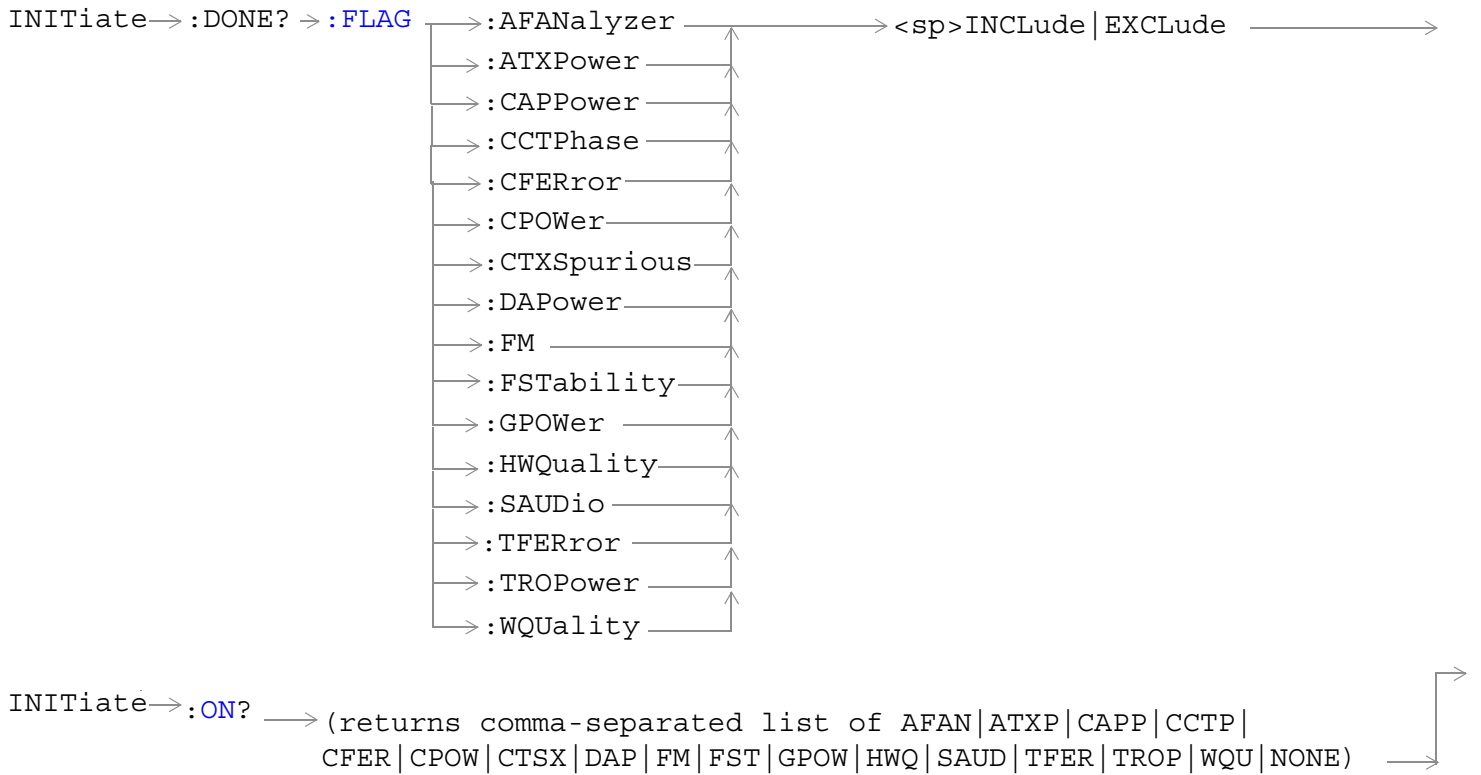 INITiate :DONE? :FLAG :AFANalyzer <sp>INCLude|EXCLude
:ATXPower
:CAPPower
:CCTPhase
:CFERror
:CPOWer
:CTXSpurious
:DAPower
:FM
:FSTability
:GPOWer
:HWQuality
:SAUDio
:TFERror
:TROPower
:WQUality
INITiate :ON? (returns comma-separated list of AFAN|ATXP|CAPP|CCTP|
CFER|CPOW|CTSX|DAP|FM|FST|GPOW|HWQ|SAUD|TFER|TROP|WQU|NONE)